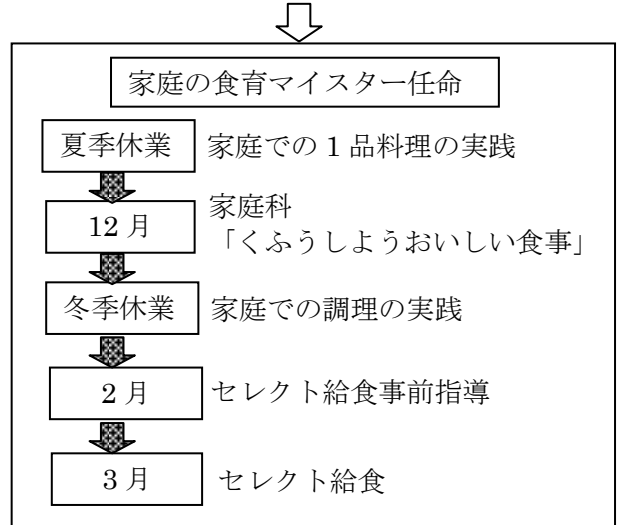 家庭の食育マイスター任命
夏季休業 家庭での1品料理の実践
12月 家庭科
「くふうしようおいしい食事」
冬季休業 家庭での調理の実践
2月 セレクト給食事前指導
3月 セレクト給食